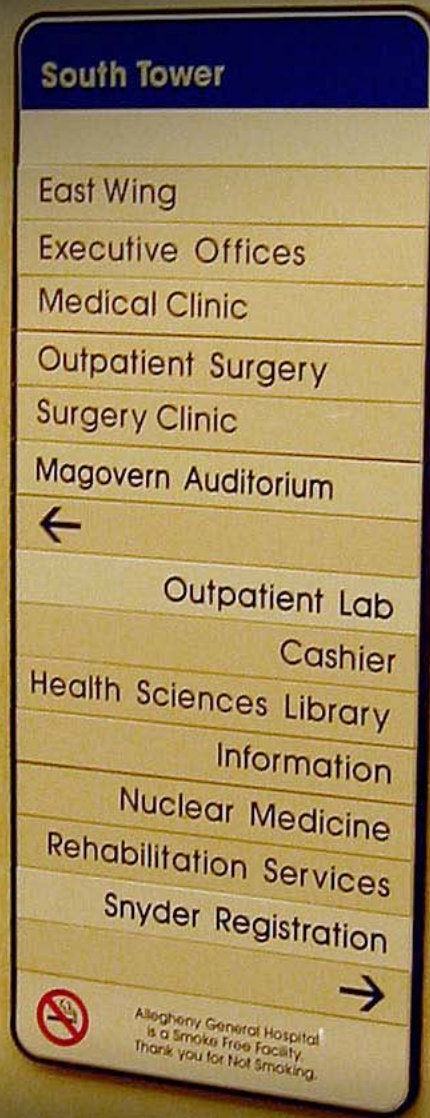 South Tower
East Wing
Executive Offices
Medical Clinic
Outpatient Surgery
Surgery Clinic
Magovern Auditorium
←
Outpatient Lab
Cashier
Health Sciences Library
Information
Nuclear Medicine
Rehabilitation Services
Snyder Registration
→
Allegheny General Hospital
is a Smoke Free Facility.
Thank you for Not Smoking.